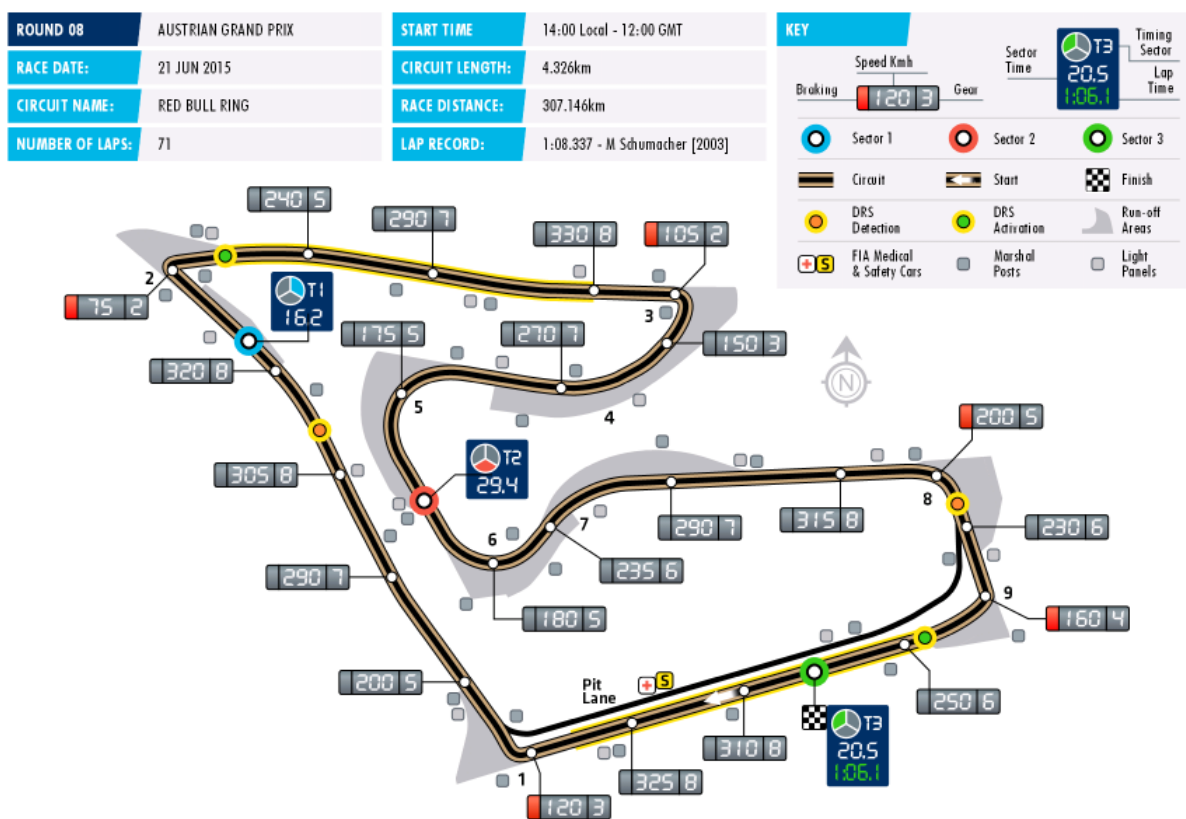 ROUND 08
AUSTRIAN GRAND PRIX
RACE DATE:
21 JUN 2015
CIRCUIT NAME:
RED BULL RING
NUMBER OF LAPS:
71
START TIME
14:00 Local - 12:00 GMT
CIRCUIT LENGTH:
4.326km
RACE DISTANCE:
307.146km
LAP RECORD:
1:08.337 - M Schumacher [2003]
KEY
Speed Kmh
Braking
120 3
Gear
Sector
Time
T3
20.5
1:06.1
Timing
Sector
Lap
Time
Sector 1
Sector 2
Sector 3
Circuit
Start
Finish
DRS
Detection
DRS
Activation
Run-off
Areas
S
FIA Medical
& Safety Cars
Marshal
Posts
Light
Panels
240 5
290 7
330 8
105 2
2
75 2
T1
16.2
175 5
270 7
3
150 3
320 8
5
4
200 5
305 8
T2
29.4
7
6
290 7
315 8
8
230 6
290 7
235 6
180 5
9
160 4
200 5
Pit
Lane
S
250 6
310 8
T3
20.5
1:06.1
1
325 8
120 3
N